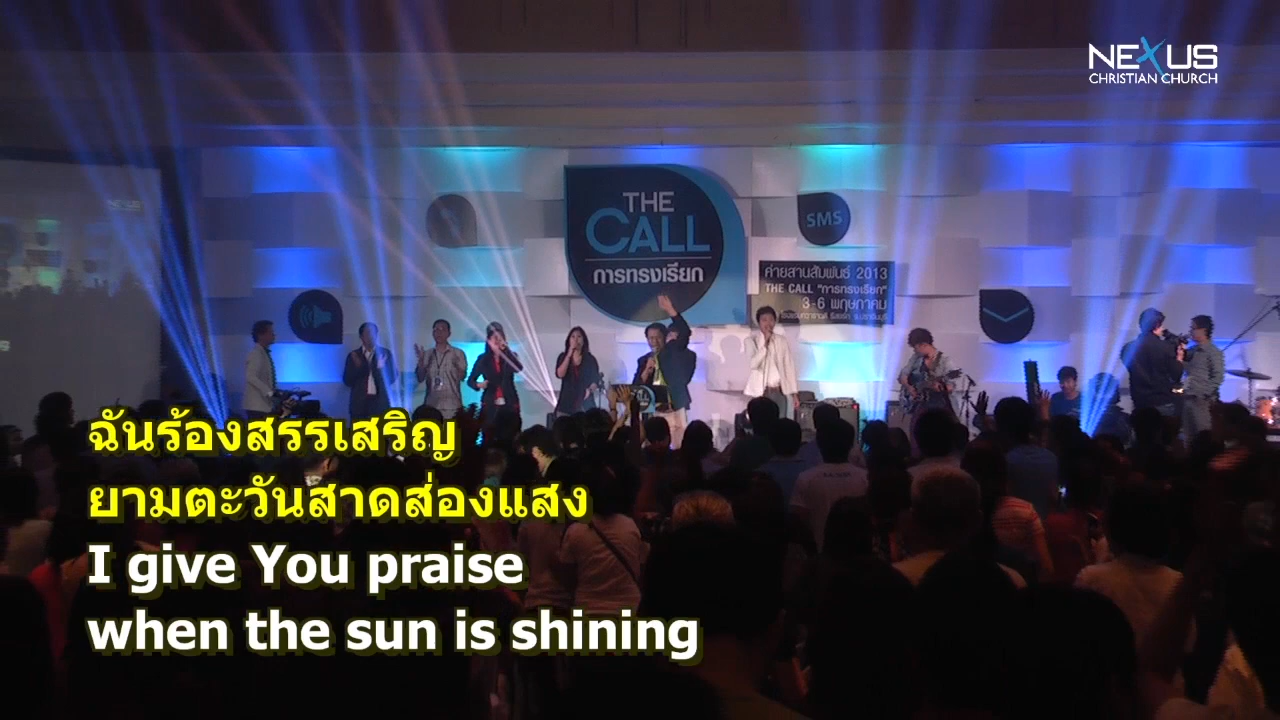 NEXUS
CHRISTIAN CHURCH
THE
CALL
การทรงเรียก
SMS
ค่ายสานสัมพันธ์ 2013
THE CALL "การทรงเรียก"
3-6 พฤษภาคม
ฉันร้องสรรเสริญ
ยามตะวันสาดส่องแสง
I give You praise
when the sun is shining